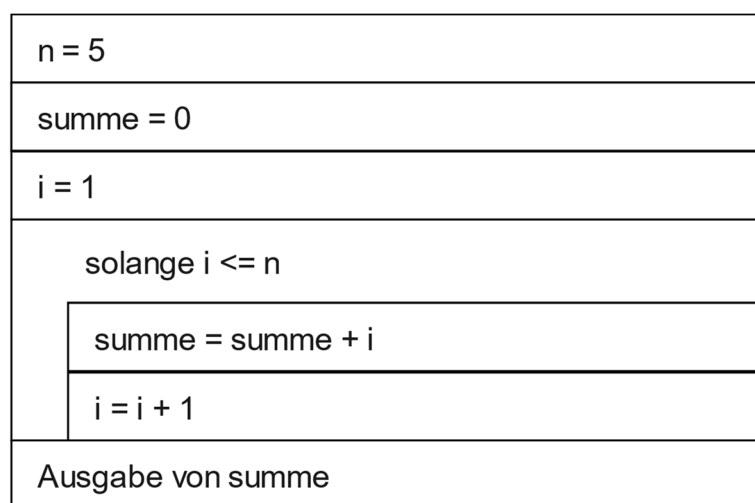 n = 5
summe = 0
i = 1
solange i <= n
summe = summe + i
i = i + 1
Ausgabe von summe